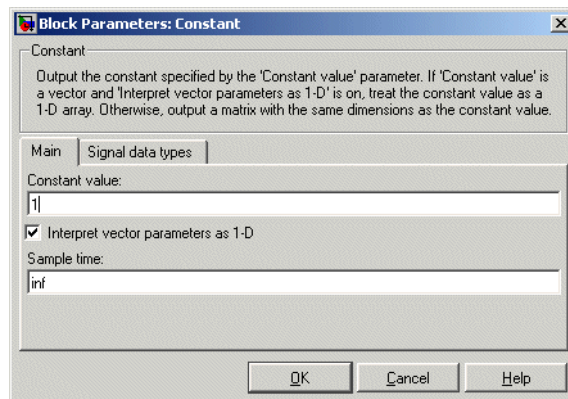 Block Parameters: Constant
Constant
Output the constant specified by the 'Constant value' parameter. If 'Constant value' is
a vector and 'Interpret vector parameters as 1-D' is on, treat the constant value as a
1-D array. Otherwise, output a matrix with the same dimensions as the constant value.
Main Signal data types
Constant value:
1
Interpret vector parameters as 1-D
Sample time:
inf
OK Cancel Help